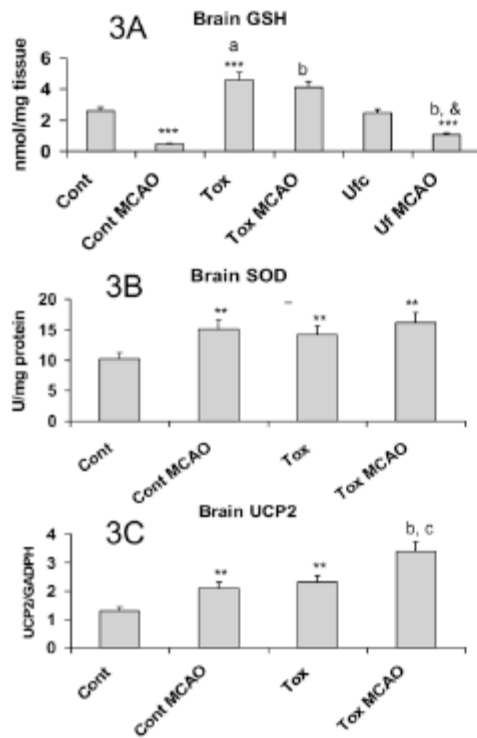 3A
Brain GSH
nmol/mg tissue
6
4
2
0
***
a
***
b
b, &
***
Cont
Cont MCAO
Tox
Tox MCAO
Ufc
Uf MCAO
3B
Brain SOD
U/mg protein
20
15
10
5
0
**
–
**
**
Cont
Cont MCAO
Tox
Tox MCAO
3C
Brain UCP2
UCP2/GADPH
4
3
2
1
0
**
**
b, c
Cont
Cont MCAO
Tox
Tox MCAO